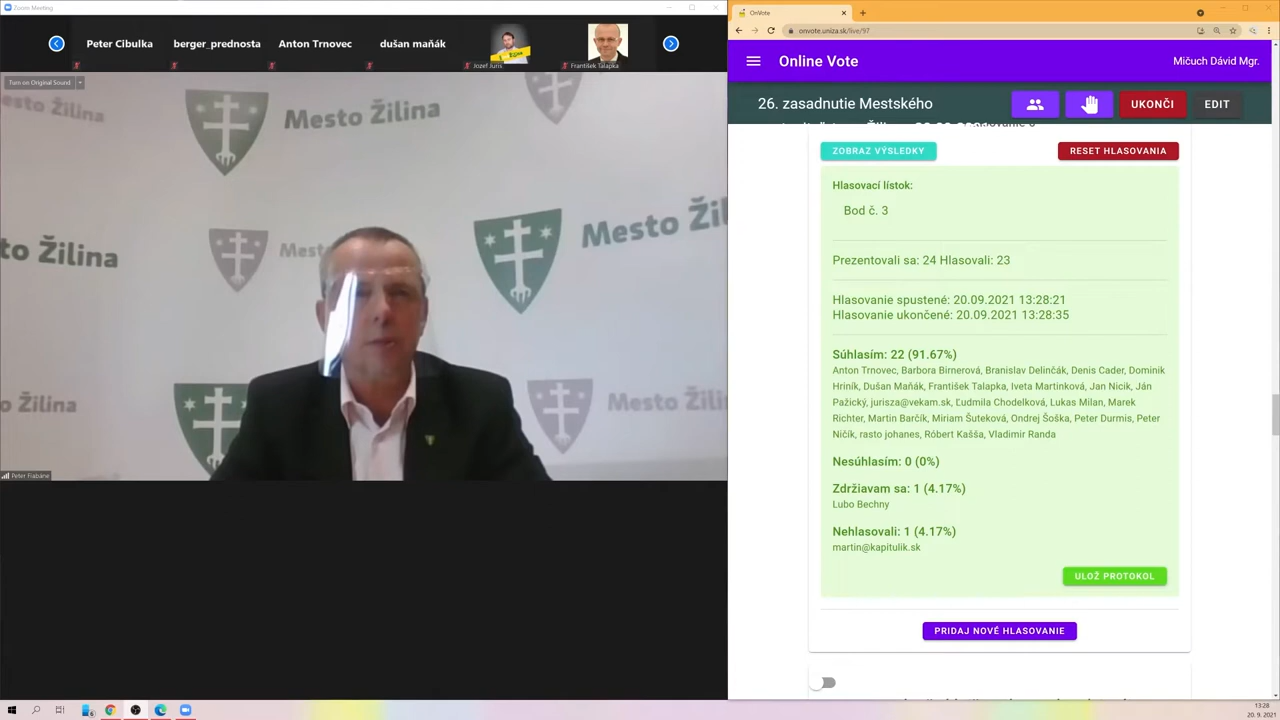 Zoom Meeting
Peter Cibulka
berger_prednosta
Anton Trnovec
dušan maňák
Jozef Juris
František Talapka
Turn on Original Sound
Mesto Žilina
Mesto Žilina
Mesto Žilina
Mesto Žilina
Mesto Žilina
Peter Fiabáne
OnVote
onvote.uniza.sk/live/97
Online Vote
Mičuch Dávid Mgr.
26. zasadnutie Mestského
UKONČI
EDIT
ZOBRAZ VÝSLEDKY
RESET HLASOVANIA
Hlasovací lístok:
Bod č. 3
Prezentovali sa: 24 Hlasovali: 23
Hlasovanie spustené: 20.09.2021 13:28:21
Hlasovanie ukončené: 20.09.2021 13:28:35
Súhlasím: 22 (91.67%)
Anton Trnovec, Barbora Birnerová, Branislav Delinčák, Denis Cader, Dominik
Hriník, Dušan Maňák, František Talapka, Iveta Martinková, Jan Nicik, Ján
Pažický, jurisza@vekam.sk, Ľudmila Chodelková, Lukas Milan, Marek
Richter, Martin Barčík, Miriam Šuteková, Ondrej Šoška, Peter Durmis, Peter
Ničík, rasto johanes, Róbert Kašša, Vladimir Randa
Nesúhlasím: 0 (0%)
Zdržiavam sa: 1 (4.17%)
Lubo Bechny
Nehlasovali: 1 (4.17%)
martin@kapitulik.sk
ULOŽ PROTOKOL
PRIDAJ NOVÉ HLASOVANIE
13:28
20. 9. 2021